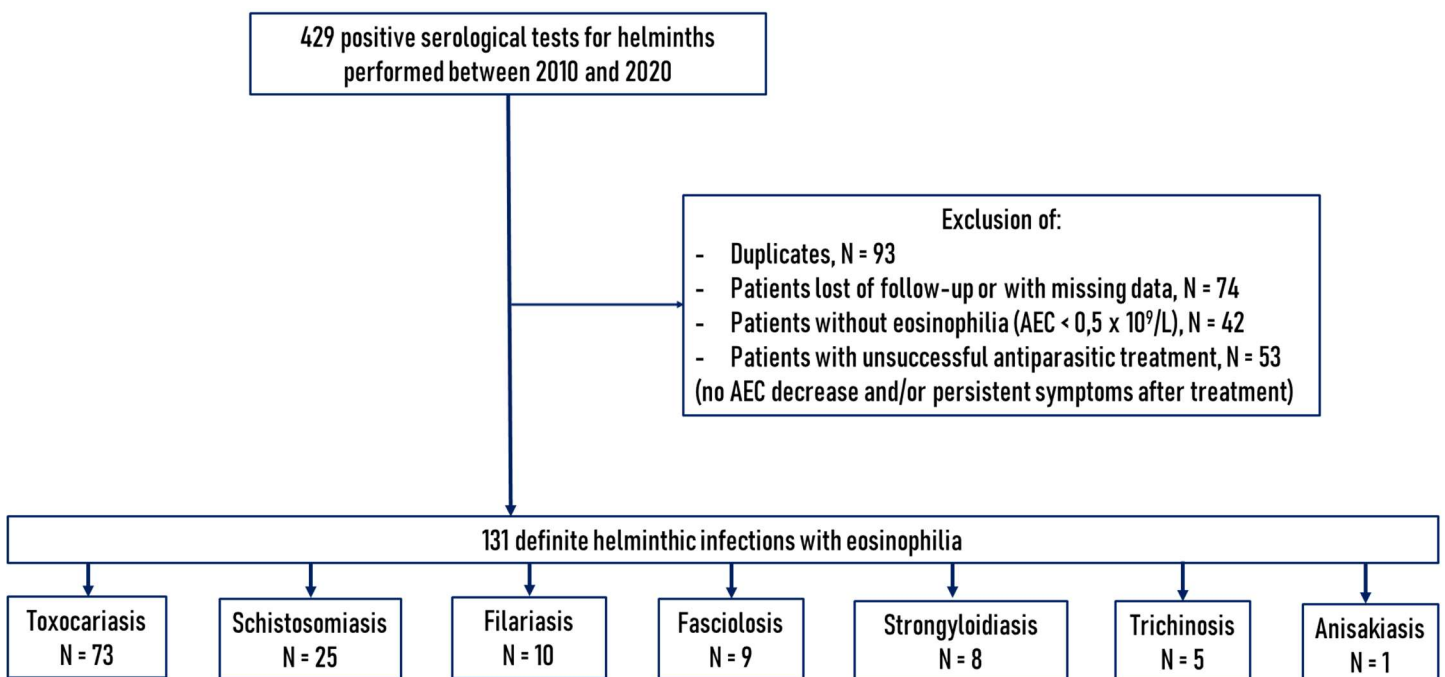 429 positive serological tests for helminths
performed between 2010 and 2020
Exclusion of:
- Duplicates, N = 93
- Patients lost of follow-up or with missing data, N = 74
- Patients without eosinophilia (AEC < 0,5 x 10⁹/L), N = 42
- Patients with unsuccessful antiparasitic treatment, N = 53
(no AEC decrease and/or persistent symptoms after treatment)
131 definite helminthic infections with eosinophilia
Toxocariasis
N = 73
Schistosomiasis
N = 25
Filariasis
N = 10
Fasciolosis
N = 9
Strongyloidiasis
N = 8
Trichinosis
N = 5
Anisakiasis
N = 1